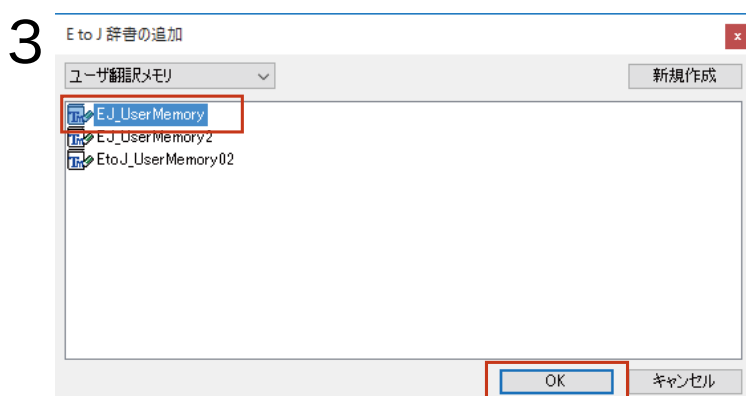 3
E to J 辞書の追加
x
ユーザ翻訳メモリ
新規作成
EJ_UserMemory
EJ_UserMemory2
EtoJ_UserMemory02
OK
キャンセル